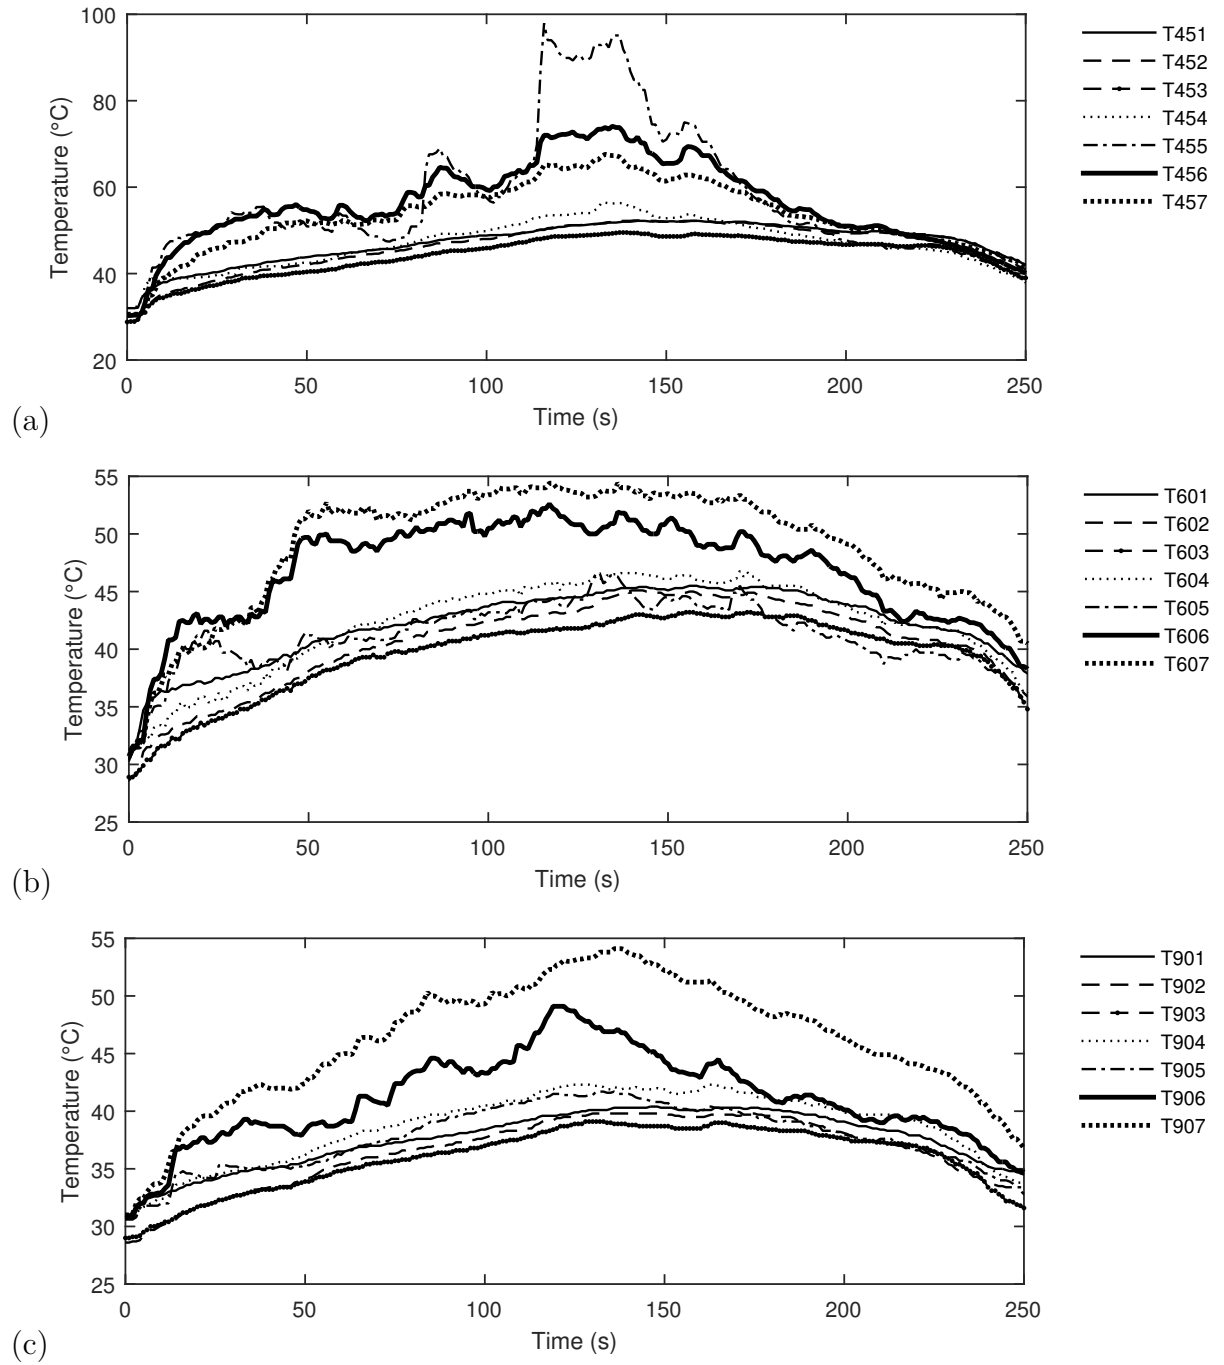 100
80
60
40
20
Temperature (°C)
0 50 100 150 200 250
Time (s)
T451
T452
T453
T454
T455
T456
T457
(a)
55
50
45
40
35
30
25
Temperature (°C)
0 50 100 150 200 250
Time (s)
T601
T602
T603
T604
T605
T606
T607
(b)
55
50
45
40
35
30
25
Temperature (°C)
0 50 100 150 200 250
Time (s)
T901
T902
T903
T904
T905
T906
T907
(c)